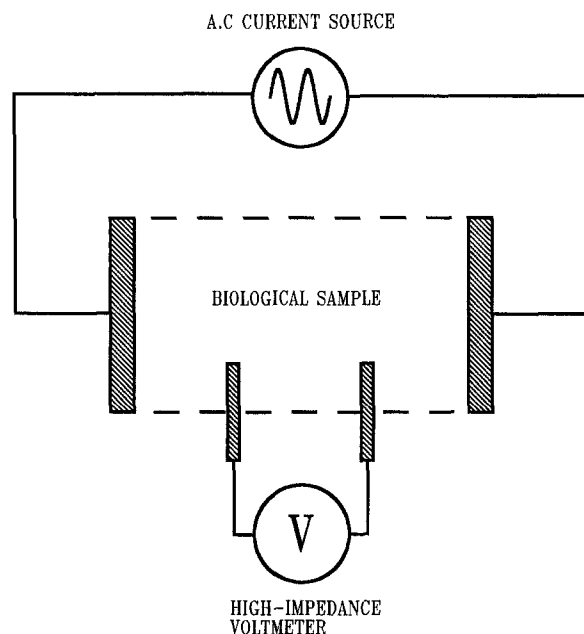 A.C CURRENT SOURCE
BIOLOGICAL SAMPLE
V
HIGH-IMPEDANCE
VOLTMETER